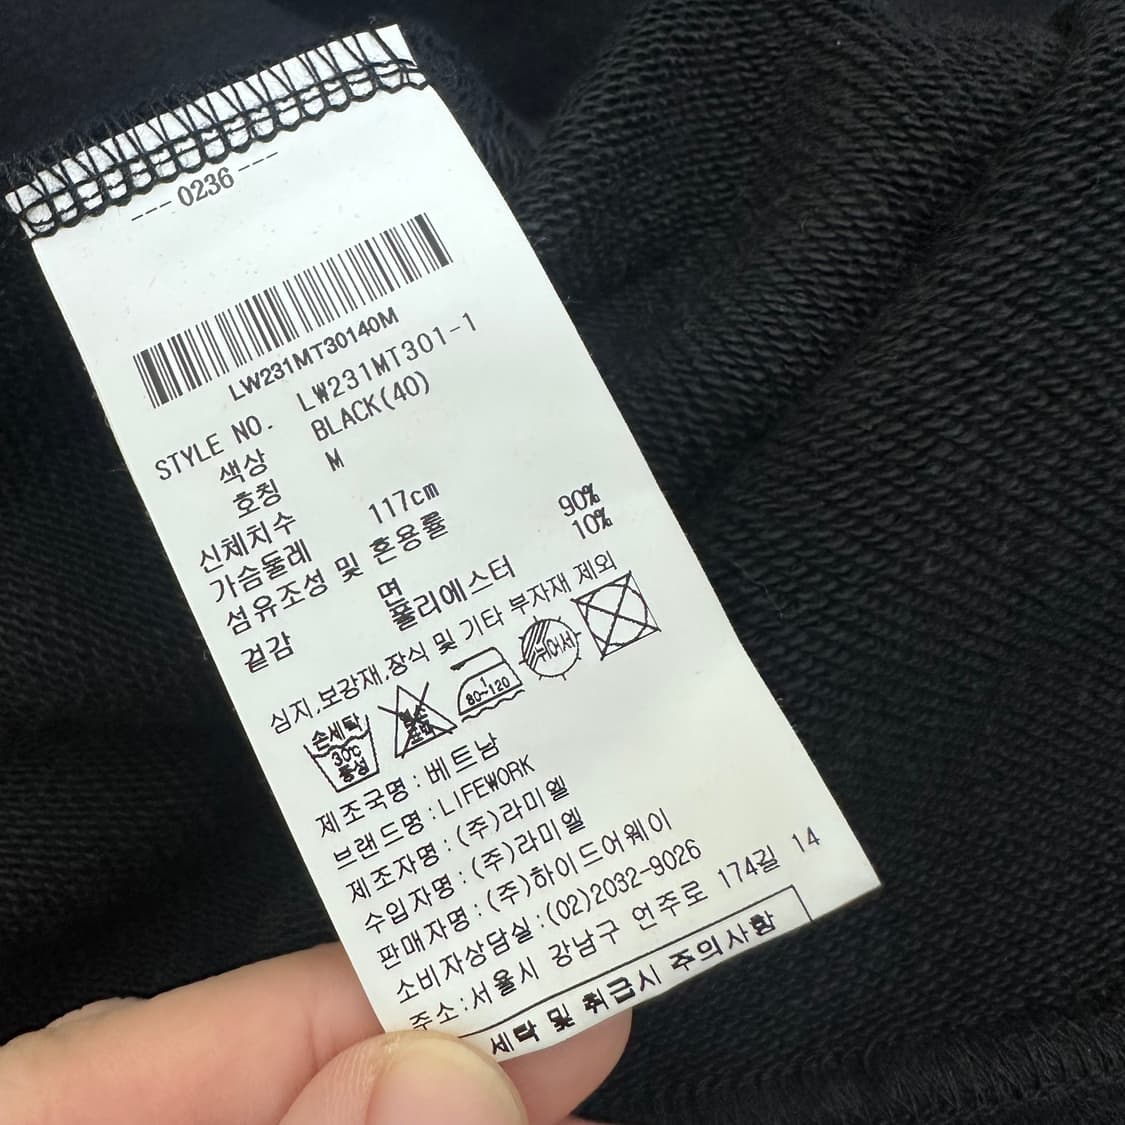 --- 0236 ---
LW231MT30140M
STYLE NO. LW231MT301-1
색상 BLACK(40)
호칭 M
신체치수
가슴둘레 117cm
섬유조성 및 혼용률
겉감 면 90%
폴리에스터 10%
심지,보강재,장식 및 기타 부자재 제외
손세탁 30℃ 중성
염소 표백
80~120
뉘어서
제조국명:베트남
브랜드명:LIFEWORK
제조자명:(주)라미엘
수입자명:(주)라미엘
판매자명:(주)하이드어웨이
소비자상담실:(02)2032-9026
주소:서울시 강남구 언주로 174길 14
세탁 및 취급시 주의사항